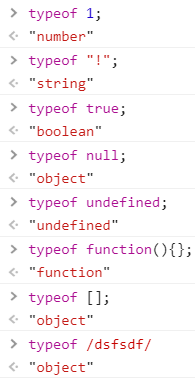 > typeof 1;
<· "number"
> typeof "!";
<· "string"
> typeof true;
<· "boolean"
> typeof null;
<· "object"
> typeof undefined;
<· "undefined"
> typeof function(){};
<· "function"
> typeof [];
<· "object"
> typeof /dsfsdf/
<· "object"